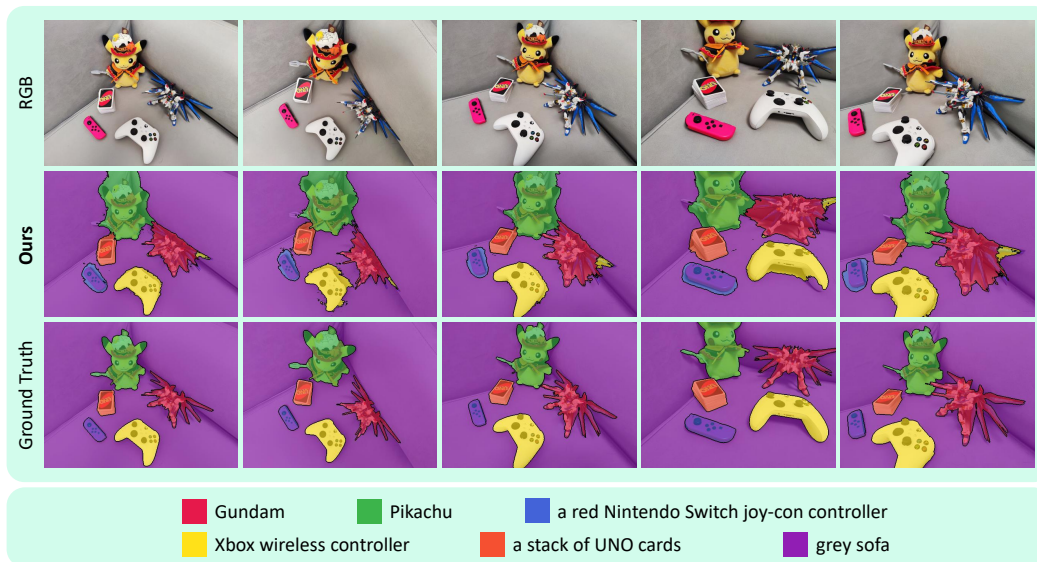 RGB
Ours
Ground Truth
Gundam
Pikachu
a red Nintendo Switch joy-con controller
Xbox wireless controller
a stack of UNO cards
grey sofa